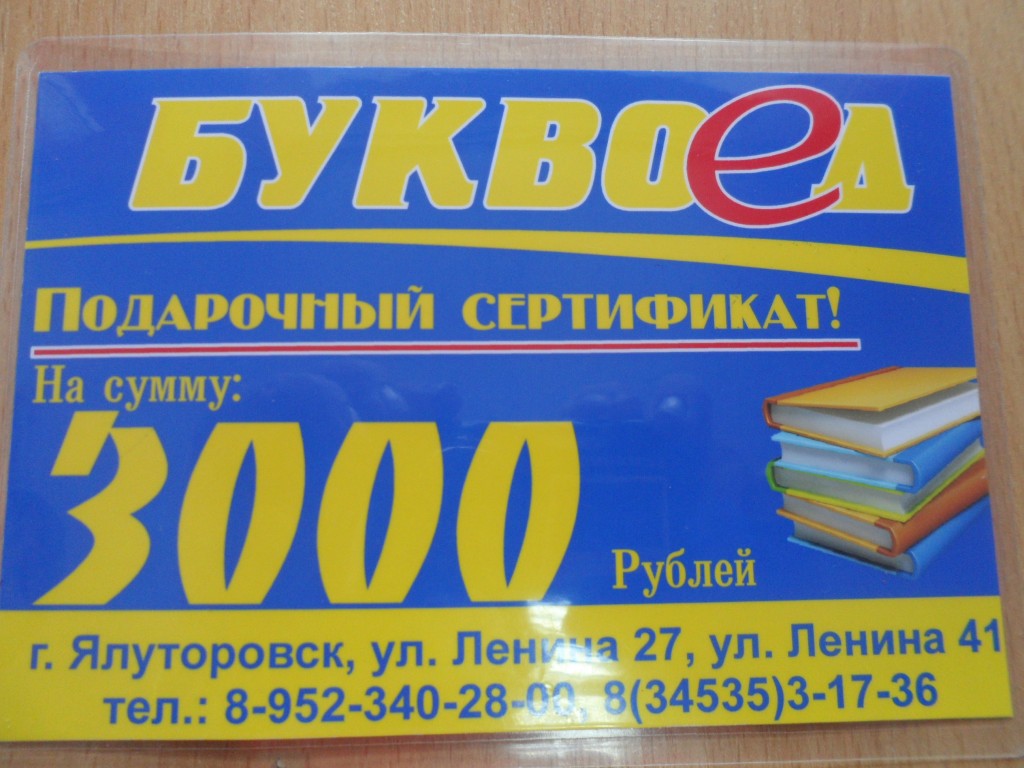 БУКВОеД
Подарочный сертификат!
На сумму:
3000 Рублей
г. Ялуторовск, ул. Ленина 27, ул. Ленина 41
тел.: 8-952-340-28-00, 8(34535)3-17-36